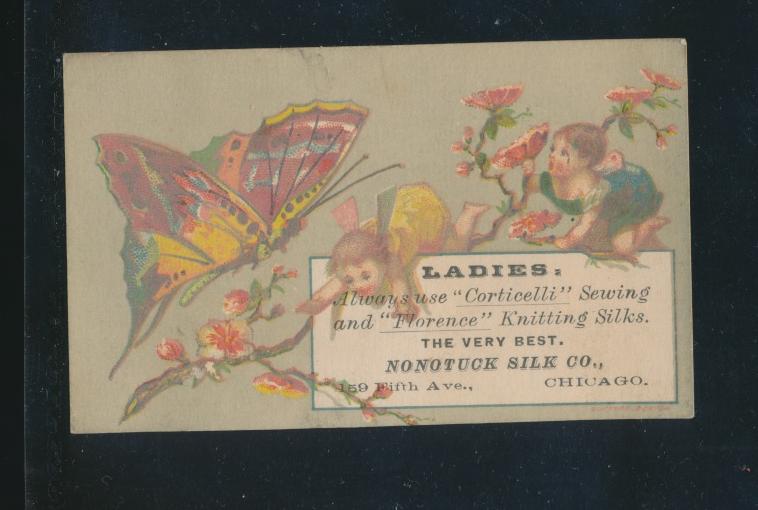 LADIES:
Always use "Corticelli" Sewing
and "Florence" Knitting Silks.
THE VERY BEST.
NONOTUCK SILK CO.,
159 Fifth Ave., CHICAGO.